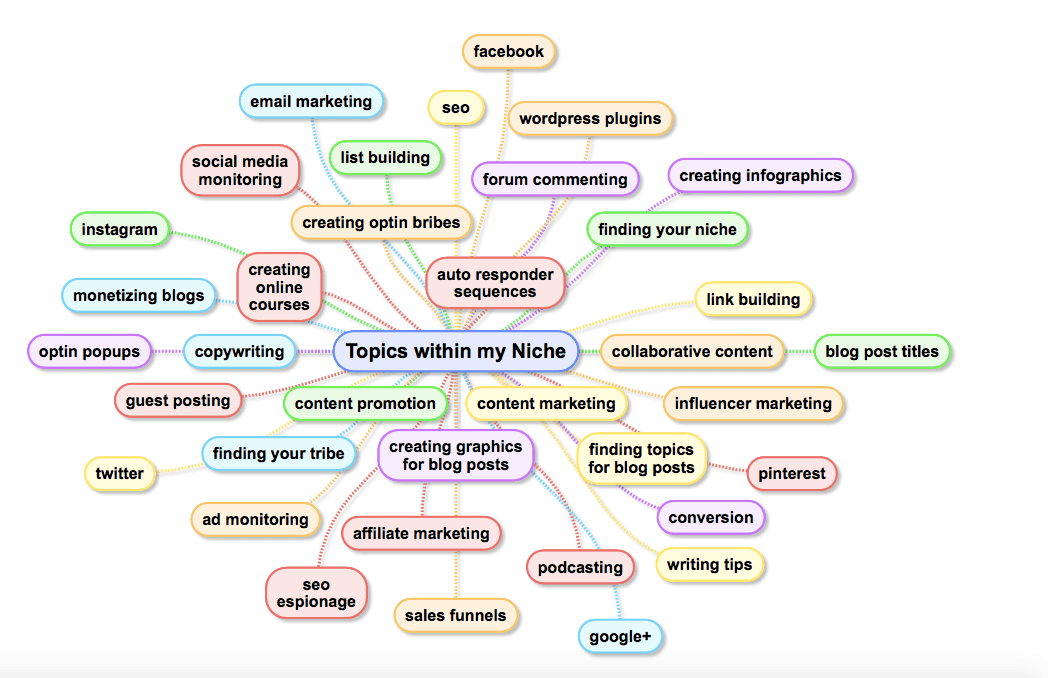 facebook
email marketing
seo
wordpress plugins
list building
social media
monitoring
forum commenting
creating infographics
creating optin bribes
instagram
finding your niche
creating
online
courses
auto responder
sequences
monetizing blogs
link building
optin popups
copywriting
Topics within my Niche
collaborative content
blog post titles
guest posting
content promotion
content marketing
influencer marketing
finding your tribe
creating graphics
for blog posts
finding topics
for blog posts
twitter
pinterest
ad monitoring
affiliate marketing
conversion
seo
espionage
podcasting
writing tips
sales funnels
google+